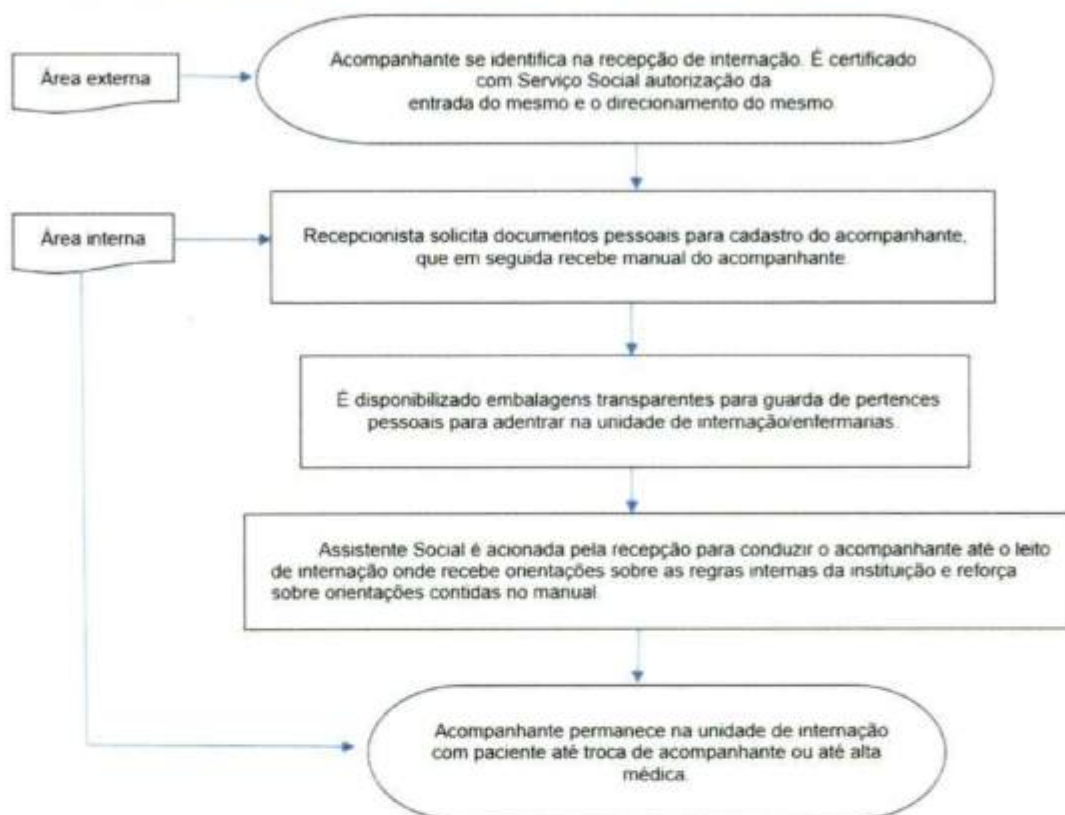 Área externa
Acompanhante se identifica na recepção de internação. É certificado
com Serviço Social autorização da
entrada do mesmo e o direcionamento do mesmo
Área interna
Recepcionista solicita documentos pessoais para cadastro do acompanhante,
que em seguida recebe manual do acompanhante
É disponibilizado embalagens transparentes para guarda de pertences
pessoais para adentrar na unidade de internação/enfermarias.
Assistente Social é acionada pela recepção para conduzir o acompanhante até o leito
de internação onde recebe orientações sobre as regras internas da instituição e reforça
sobre orientações contidas no manual
Acompanhante permanece na unidade de internação
com paciente até troca de acompanhante ou até alta
médica.